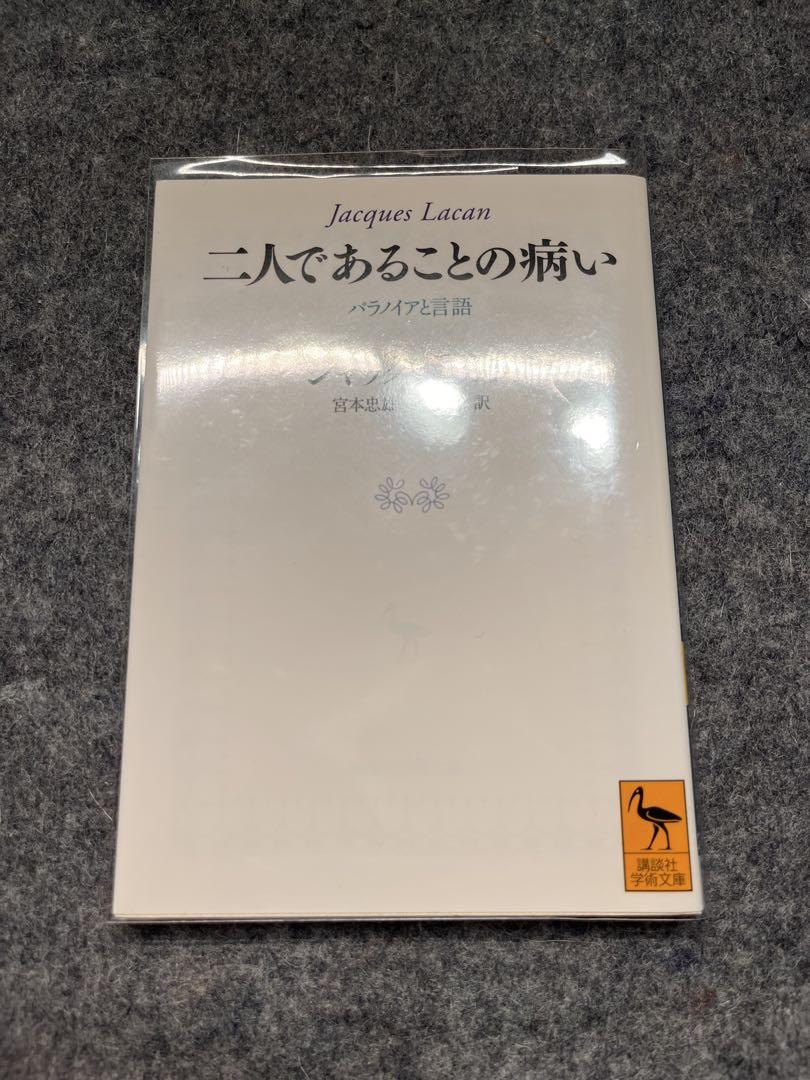 Jacques Lacan
二人であることの病い
パラノイアと言語
宮本忠雄 訳
講談社
学術文庫